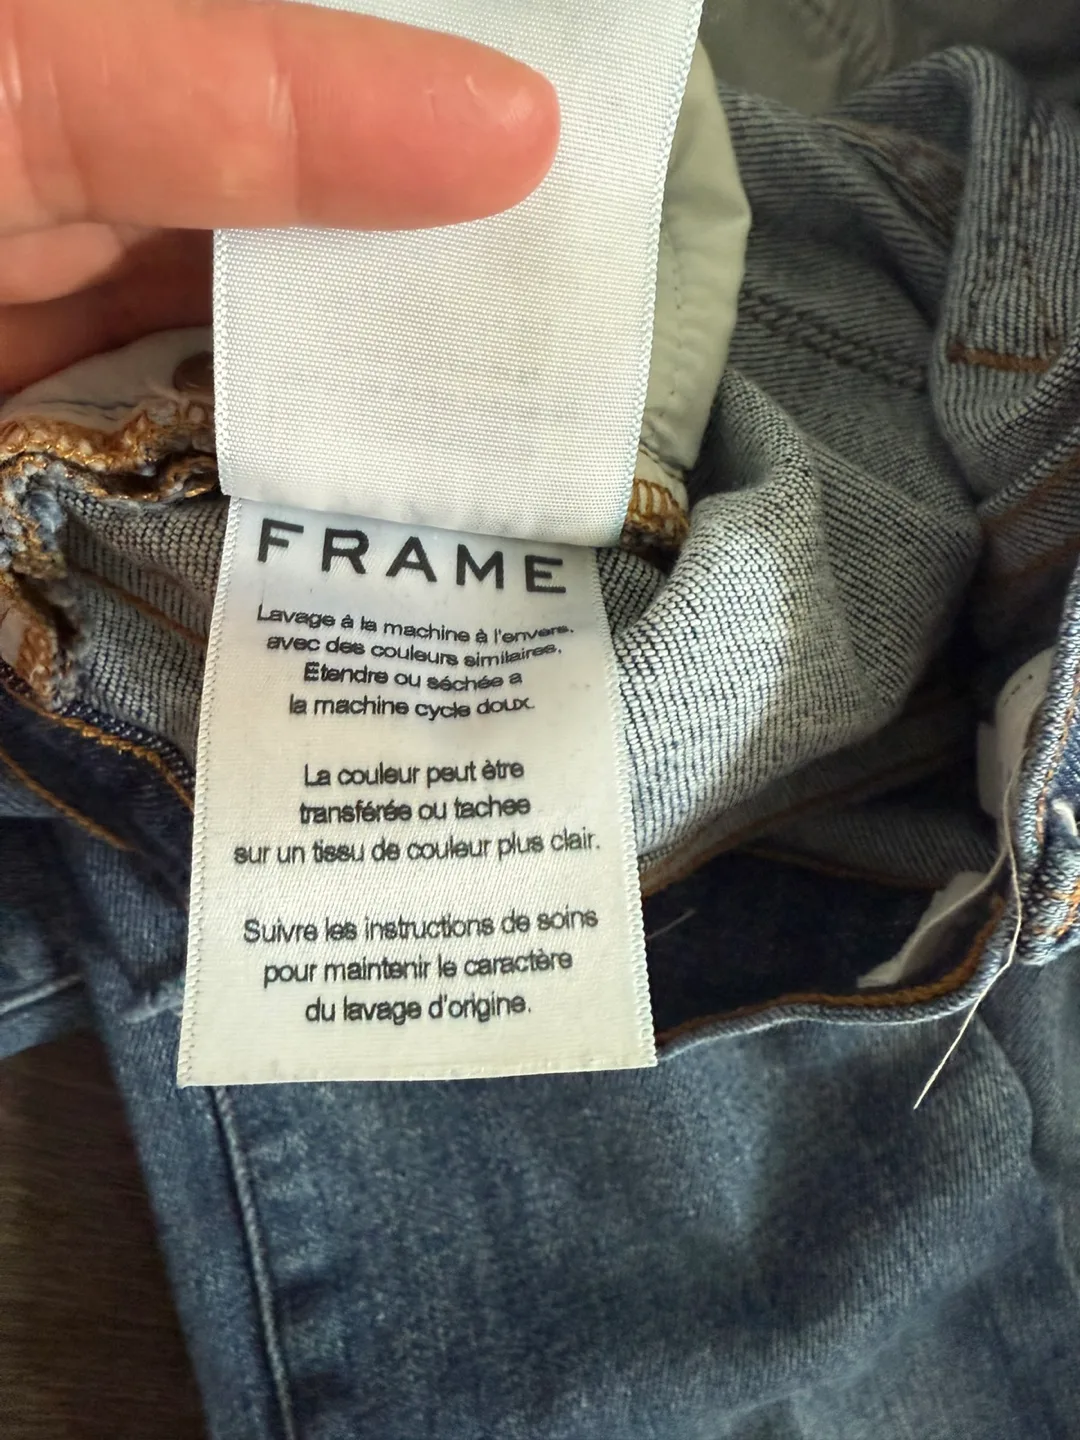 FRAME
Lavage à la machine à l'envers.
avec des couleurs similaires.
Etendre ou séchée a
la machine cycle doux.
La couleur peut être
transférée ou tachee
sur un tissu de couleur plus clair.
Suivre les instructions de soins
pour maintenir le caractère
du lavage d'origine.